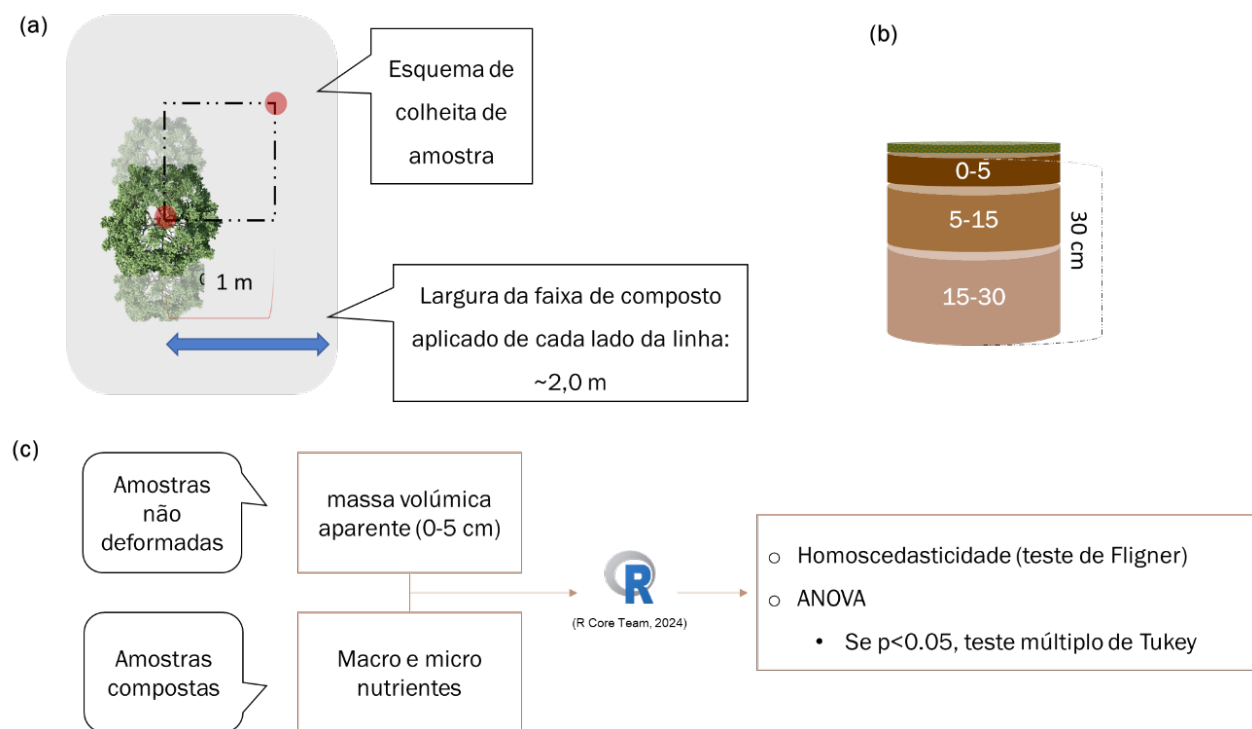 (a)
Esquema de
colheita de
amostra
1 m
Largura da faixa de composto
aplicado de cada lado da linha:
~2,0 m
(b)
0-5
5-15
15-30
30 cm
(c)
Amostras
não
deformadas
massa volúmica
aparente (0-5 cm)
Amostras
compostas
Macro e micro
nutrientes
R
(R Core Team, 2024)
○ Homoscedasticidade (teste de Fligner)
○ ANOVA
• Se p<0.05, teste múltiplo de Tukey